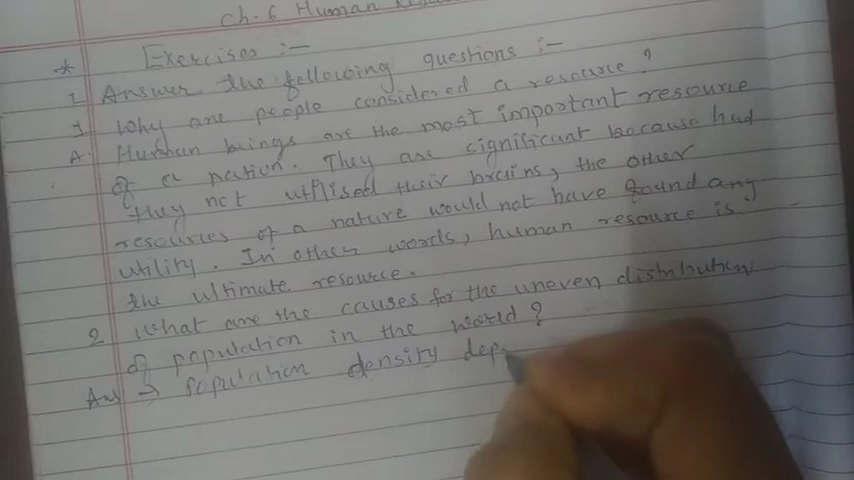 Ch. 6 Human
* Exercises :-
I Answer the following questions :-
1 Why are people considered a resource?
A. Human beings are the most important resource
of a nation. They are significant because had
they not utilised their brains, the other
resources of a nature would not have found any
utility. In other words, human resource is
the ultimate resource.
2 What are the causes for the uneven distribution
of population in the world?
Ans → Population density dep